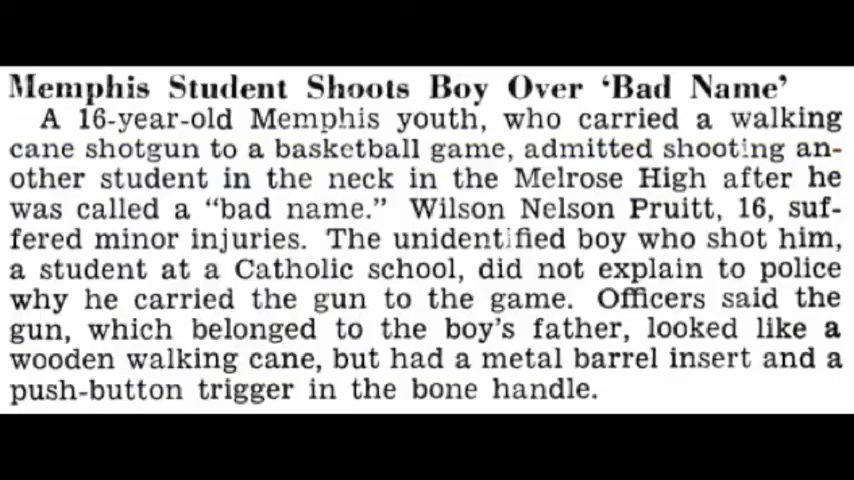 Memphis Student Shoots Boy Over ‘Bad Name’
A 16-year-old Memphis youth, who carried a walking
cane shotgun to a basketball game, admitted shooting an-
other student in the neck in the Melrose High after he
was called a “bad name.” Wilson Nelson Pruitt, 16, suf-
fered minor injuries. The unidentified boy who shot him,
a student at a Catholic school, did not explain to police
why he carried the gun to the game. Officers said the
gun, which belonged to the boy’s father, looked like a
wooden walking cane, but had a metal barrel insert and a
push-button trigger in the bone handle.